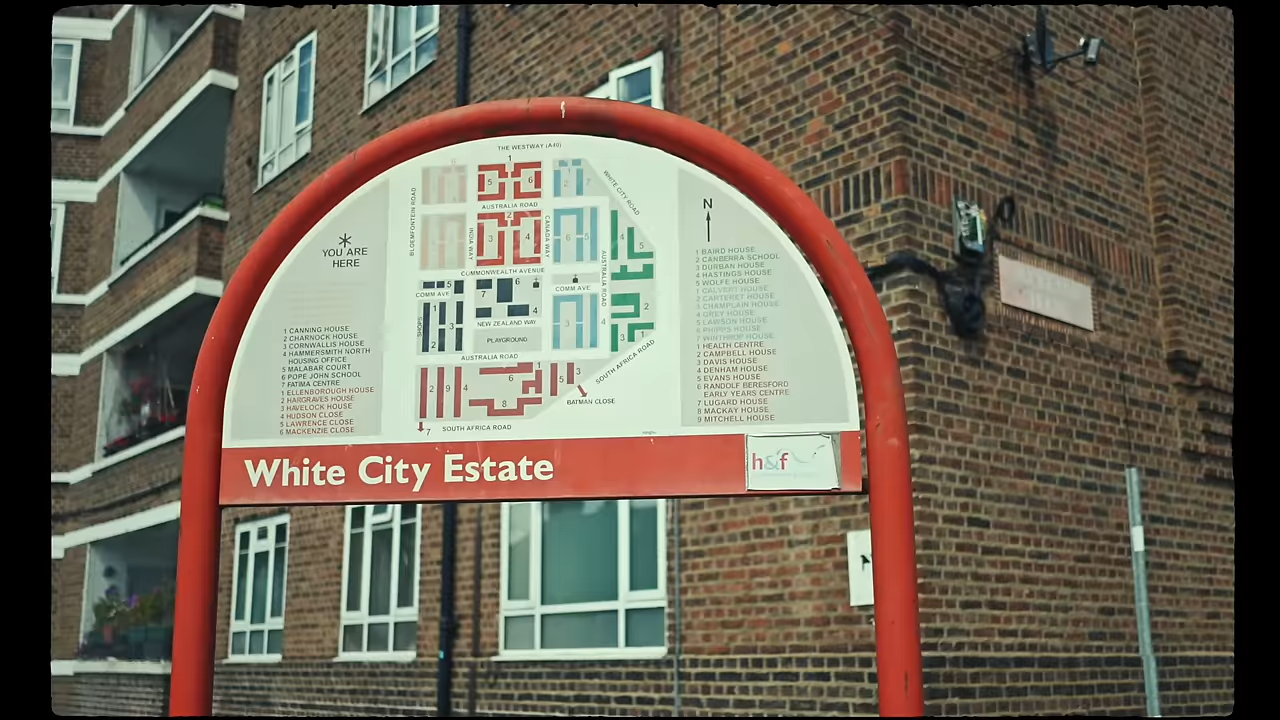 THE WESTWAY (A40)
BLOEMFONTEIN ROAD
WHITE CITY ROAD
AUSTRALIA ROAD
INDIA WAY
CANADA WAY
AUSTRALIA ROAD
COMMONWEALTH AVENUE
COMM AVE
COMM AVE
SHOPS
NEW ZEALAND WAY
PLAYGROUND
AUSTRALIA ROAD
SOUTH AFRICA ROAD
BATMAN CLOSE
7 SOUTH AFRICA ROAD
YOU ARE
HERE
1 CANNING HOUSE
2 CHARNOCK HOUSE
3 CORNWALLIS HOUSE
4 HAMMERSMITH NORTH
HOUSING OFFICE
5 MALABAR COURT
6 POPE JOHN SCHOOL
7 FATIMA CENTRE
1 ELLENBOROUGH HOUSE
2 HARGRAVES HOUSE
3 HAVELOCK HOUSE
4 HUDSON CLOSE
5 LAWRENCE CLOSE
6 MACKENZIE CLOSE
N
1 BAIRD HOUSE
2 CANBERRA SCHOOL
3 DURBAN HOUSE
4 HASTINGS HOUSE
5 WOLFE HOUSE
1 CALVERT HOUSE
2 CARTERET HOUSE
3 CHAMPLAIN HOUSE
4 GREY HOUSE
5 LAWSON HOUSE
6 PHIPPS HOUSE
7 WINTHROP HOUSE
1 HEALTH CENTRE
2 CAMPBELL HOUSE
3 DAVIS HOUSE
4 DENHAM HOUSE
5 EVANS HOUSE
6 RANDOLF BERESFORD
EARLY YEARS CENTRE
7 LUGARD HOUSE
8 MACKAY HOUSE
9 MITCHELL HOUSE
White City Estate
h&f